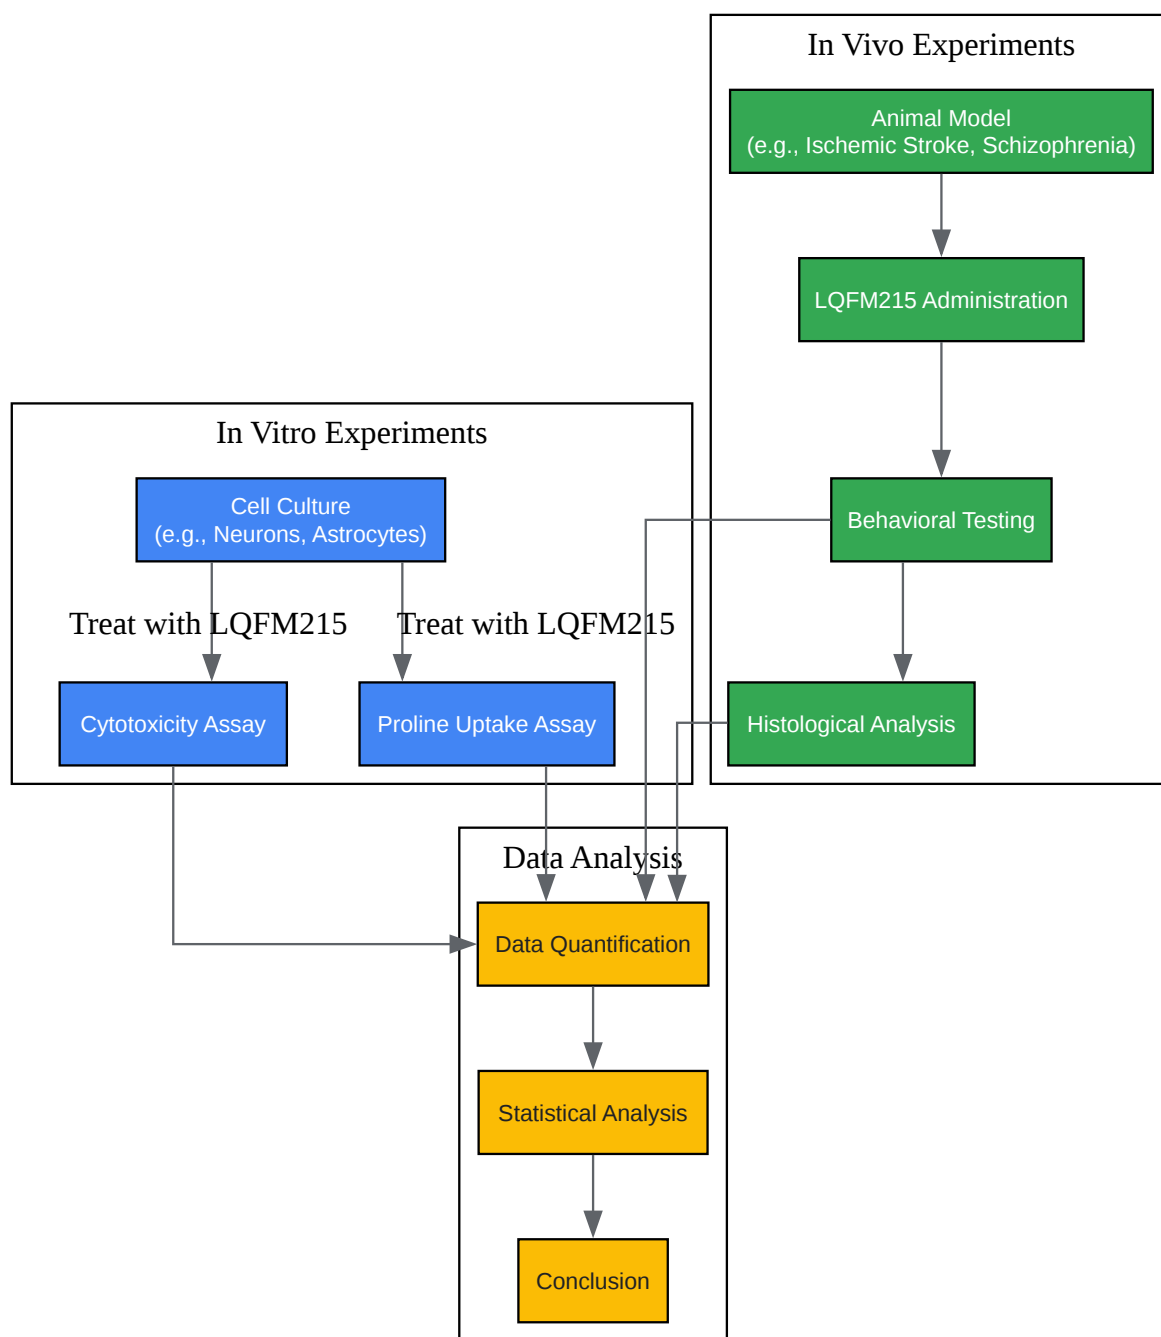 In Vivo Experiments
Animal Model
(e.g., Ischemic Stroke, Schizophrenia)
LQFM215 Administration
Behavioral Testing
Histological Analysis
In Vitro Experiments
Cell Culture
(e.g., Neurons, Astrocytes)
Treat with LQFM215
Treat with LQFM215
Cytotoxicity Assay
Proline Uptake Assay
Data Analysis
Data Quantification
Statistical Analysis
Conclusion